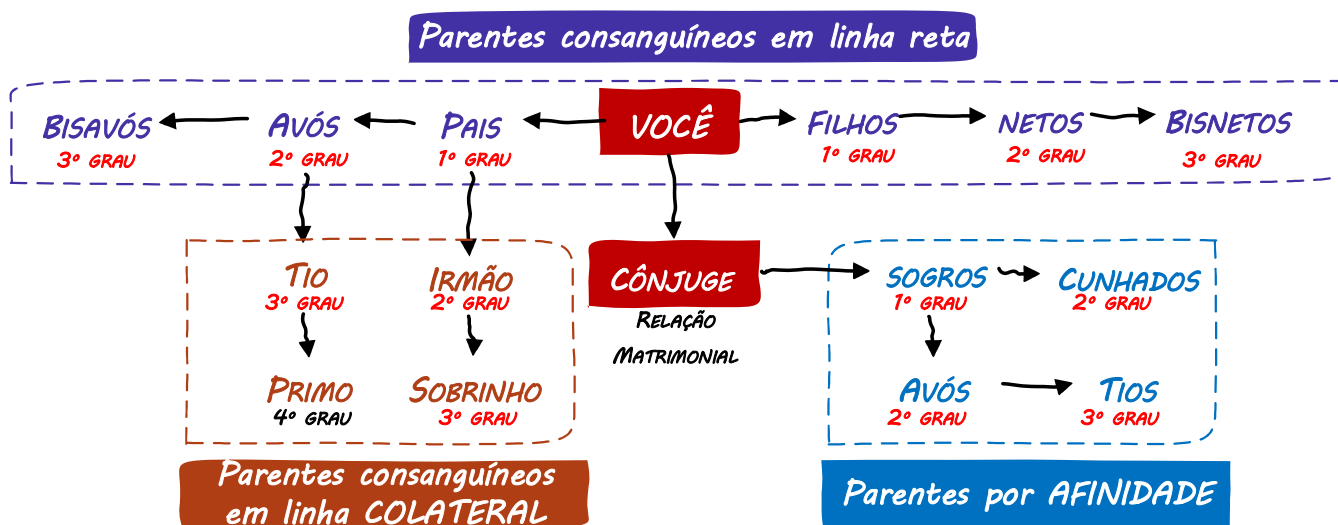 Parentes consanguíneos em linha reta
BISAVÓS
3º GRAU
AVÓS
2º GRAU
PAIS
1º GRAU
VOCÊ
FILHOS
1º GRAU
NETOS
2º GRAU
BISNETOS
3º GRAU
TIO
3º GRAU
IRMÃO
2º GRAU
PRIMO
4º GRAU
SOBRINHO
3º GRAU
Parentes consanguíneos
em linha COLATERAL
CÔNJUGE
RELAÇÃO
MATRIMONIAL
SOGROS
1º GRAU
CUNHADOS
2º GRAU
AVÓS
2º GRAU
TIOS
3º GRAU
Parentes por AFINIDADE